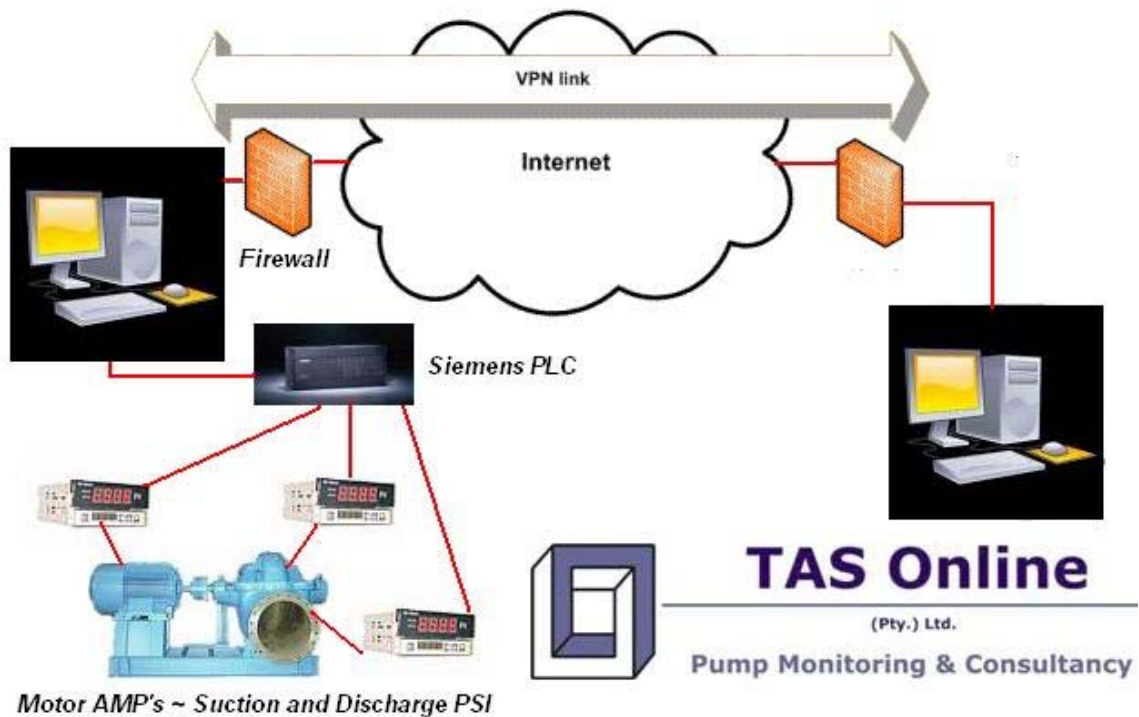 VPN link
Internet
Firewall
Siemens PLC
TAS Online
(Pty.) Ltd.
Pump Monitoring & Consultancy
Motor AMP's ~ Suction and Discharge PSI